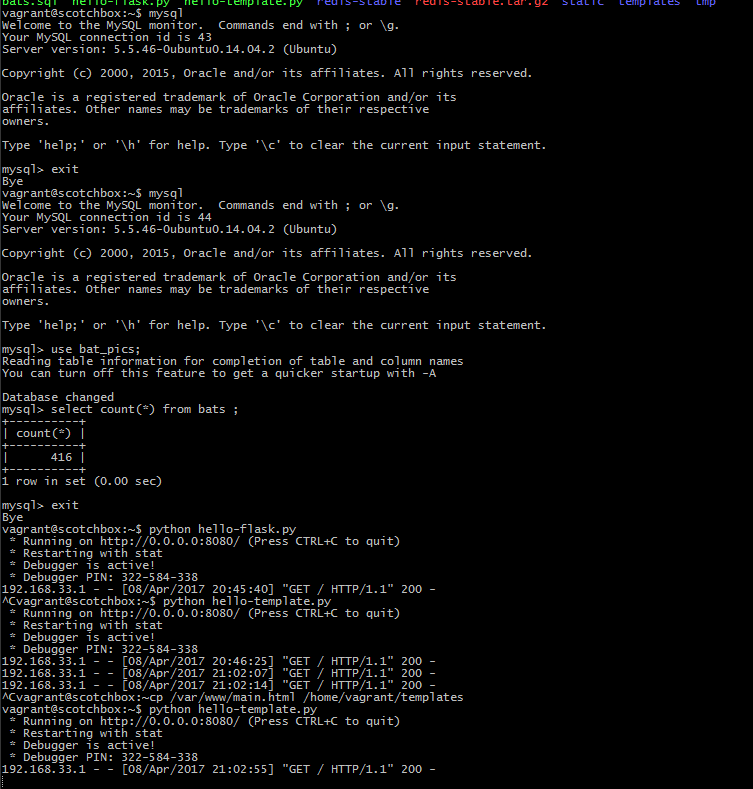 bats.sql  hello-flask.py  hello-template.py  redis-stable  redis-stable.tar.gz  static  templates  tmp
vagrant@scotchbox:~$ mysql
Welcome to the MySQL monitor.  Commands end with ; or \g.
Your MySQL connection id is 43
Server version: 5.5.46-0ubuntu0.14.04.2 (Ubuntu)

Copyright (c) 2000, 2015, Oracle and/or its affiliates. All rights reserved.

Oracle is a registered trademark of Oracle Corporation and/or its
affiliates. Other names may be trademarks of their respective
owners.

Type 'help;' or '\h' for help. Type '\c' to clear the current input statement.

mysql> exit
Bye
vagrant@scotchbox:~$ mysql
Welcome to the MySQL monitor.  Commands end with ; or \g.
Your MySQL connection id is 44
Server version: 5.5.46-0ubuntu0.14.04.2 (Ubuntu)

Copyright (c) 2000, 2015, Oracle and/or its affiliates. All rights reserved.

Oracle is a registered trademark of Oracle Corporation and/or its
affiliates. Other names may be trademarks of their respective
owners.

Type 'help;' or '\h' for help. Type '\c' to clear the current input statement.

mysql> use bat_pics;
Reading table information for completion of table and column names
You can turn off this feature to get a quicker startup with -A

Database changed
mysql> select count(*) from bats ;
+----------+
| count(*) |
+----------+
|      416 |
+----------+
1 row in set (0.00 sec)

mysql> exit
Bye
vagrant@scotchbox:~$ python hello-flask.py
 * Running on http://0.0.0.0:8080/ (Press CTRL+C to quit)
 * Restarting with stat
 * Debugger is active!
 * Debugger PIN: 322-584-338
192.168.33.1 - - [08/Apr/2017 20:45:40] "GET / HTTP/1.1" 200 -
^Cvagrant@scotchbox:~$ python hello-template.py
 * Running on http://0.0.0.0:8080/ (Press CTRL+C to quit)
 * Restarting with stat
 * Debugger is active!
 * Debugger PIN: 322-584-338
192.168.33.1 - - [08/Apr/2017 20:46:25] "GET / HTTP/1.1" 200 -
192.168.33.1 - - [08/Apr/2017 21:02:07] "GET / HTTP/1.1" 200 -
192.168.33.1 - - [08/Apr/2017 21:02:14] "GET / HTTP/1.1" 200 -
^Cvagrant@scotchbox:~cp /var/www/main.html /home/vagrant/templates
vagrant@scotchbox:~$ python hello-template.py
 * Running on http://0.0.0.0:8080/ (Press CTRL+C to quit)
 * Restarting with stat
 * Debugger is active!
 * Debugger PIN: 322-584-338
192.168.33.1 - - [08/Apr/2017 21:02:55] "GET / HTTP/1.1" 200 -